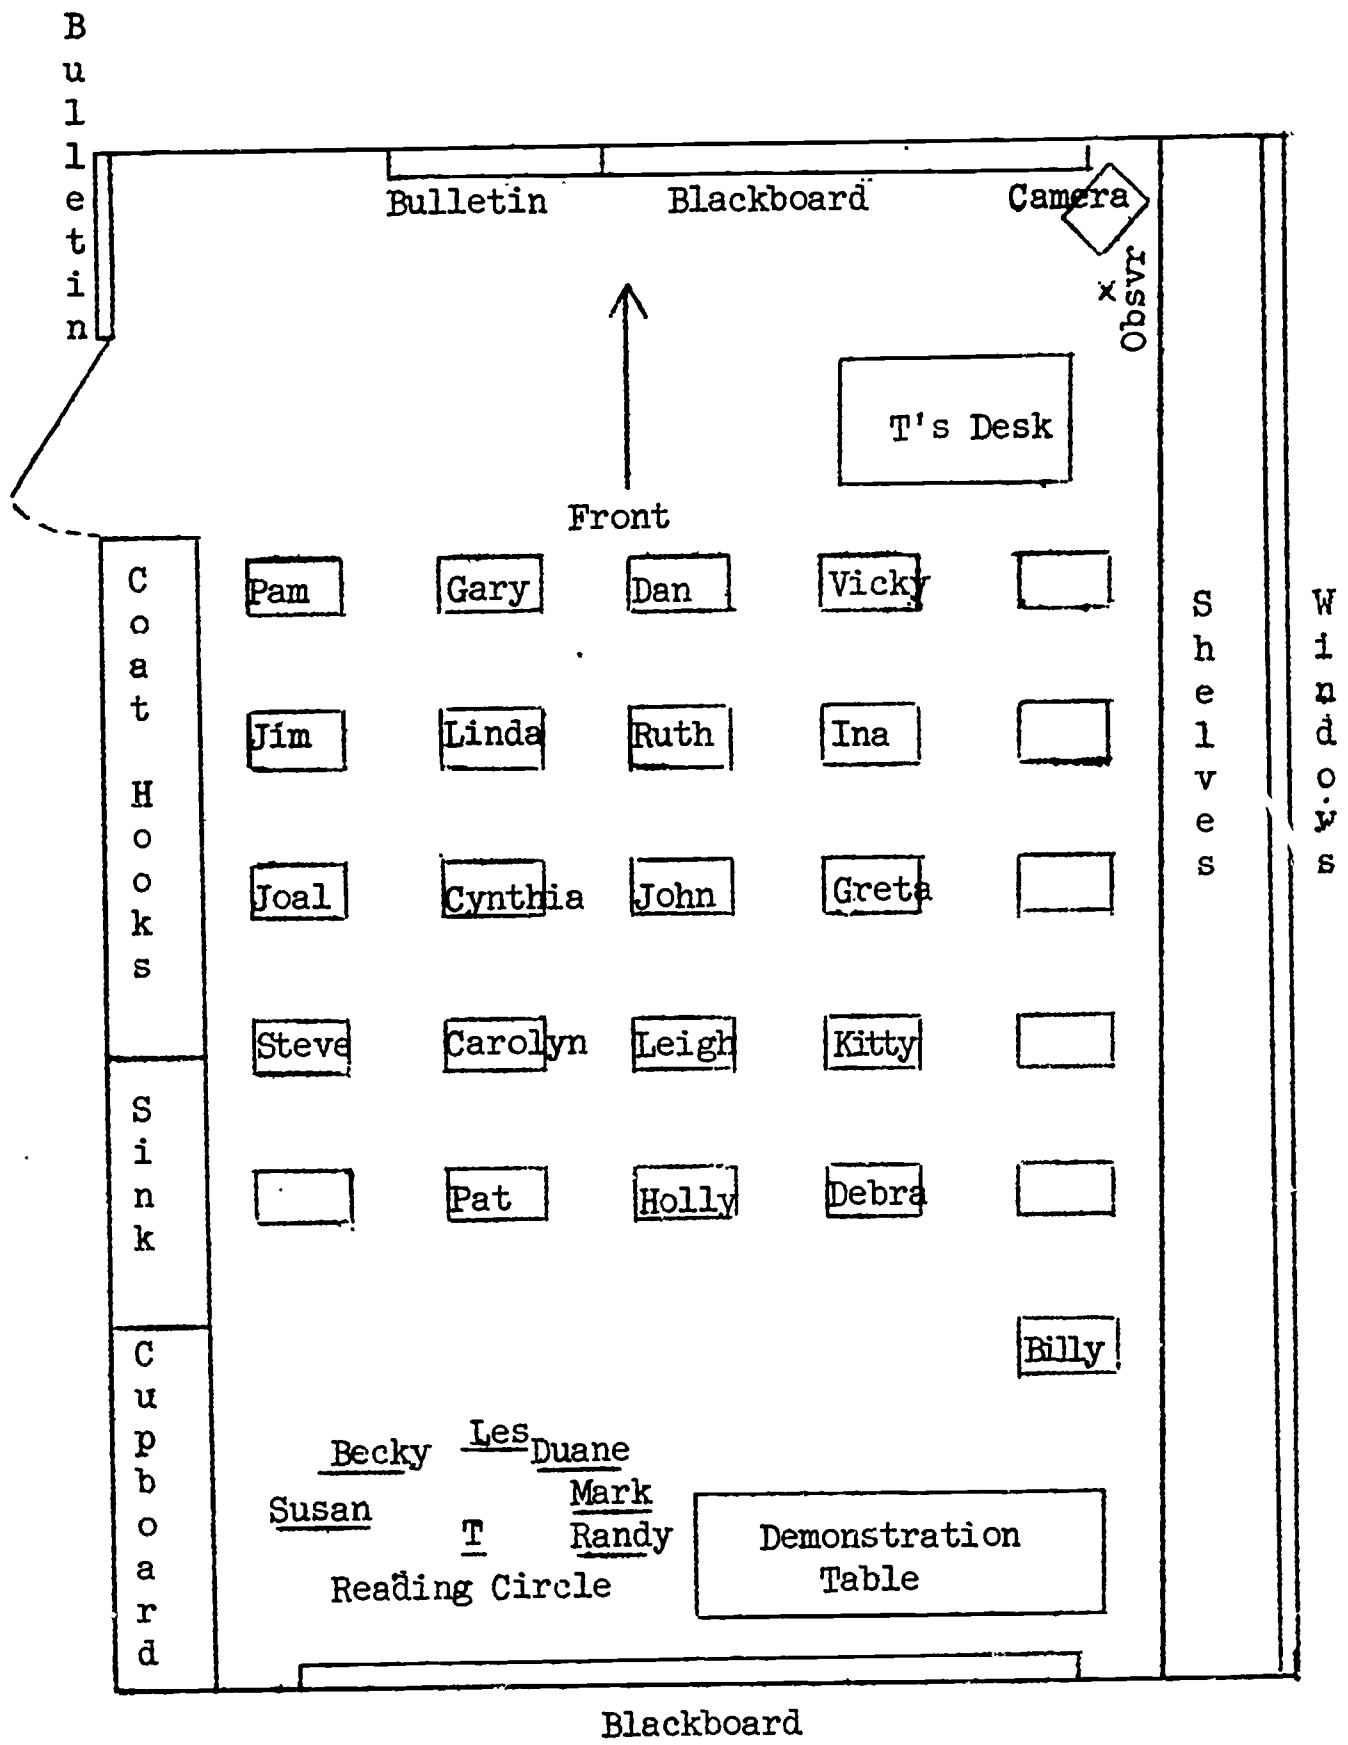 Bulletin
Bulletin Blackboard Camera
Obsvr
x
T's Desk
Front
Pam Gary Dan Vicky
Jim Linda Ruth Ina
Joal Cynthia John Greta
Steve Carolyn Leigh Kitty
Pat Holly Debra
Billy
Coat Hooks
Sink
Cupboard
Shelves
Windows
Becky Les Duane
Susan Mark
T Randy
Reading Circle
Demonstration
Table
Blackboard